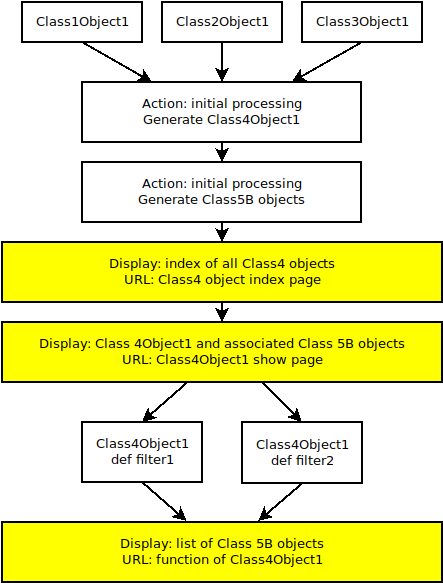 Class1Object1
Class2Object1
Class3Object1
Action: initial processing
Generate Class4Object1
Action: initial processing
Generate Class5B objects
Display: index of all Class4 objects
URL: Class4 object index page
Display: Class 4Object1 and associated Class 5B objects
URL: Class4Object1 show page
Class4Object1
def filter1
Class4Object1
def filter2
Display: list of Class 5B objects
URL: function of Class4Object1